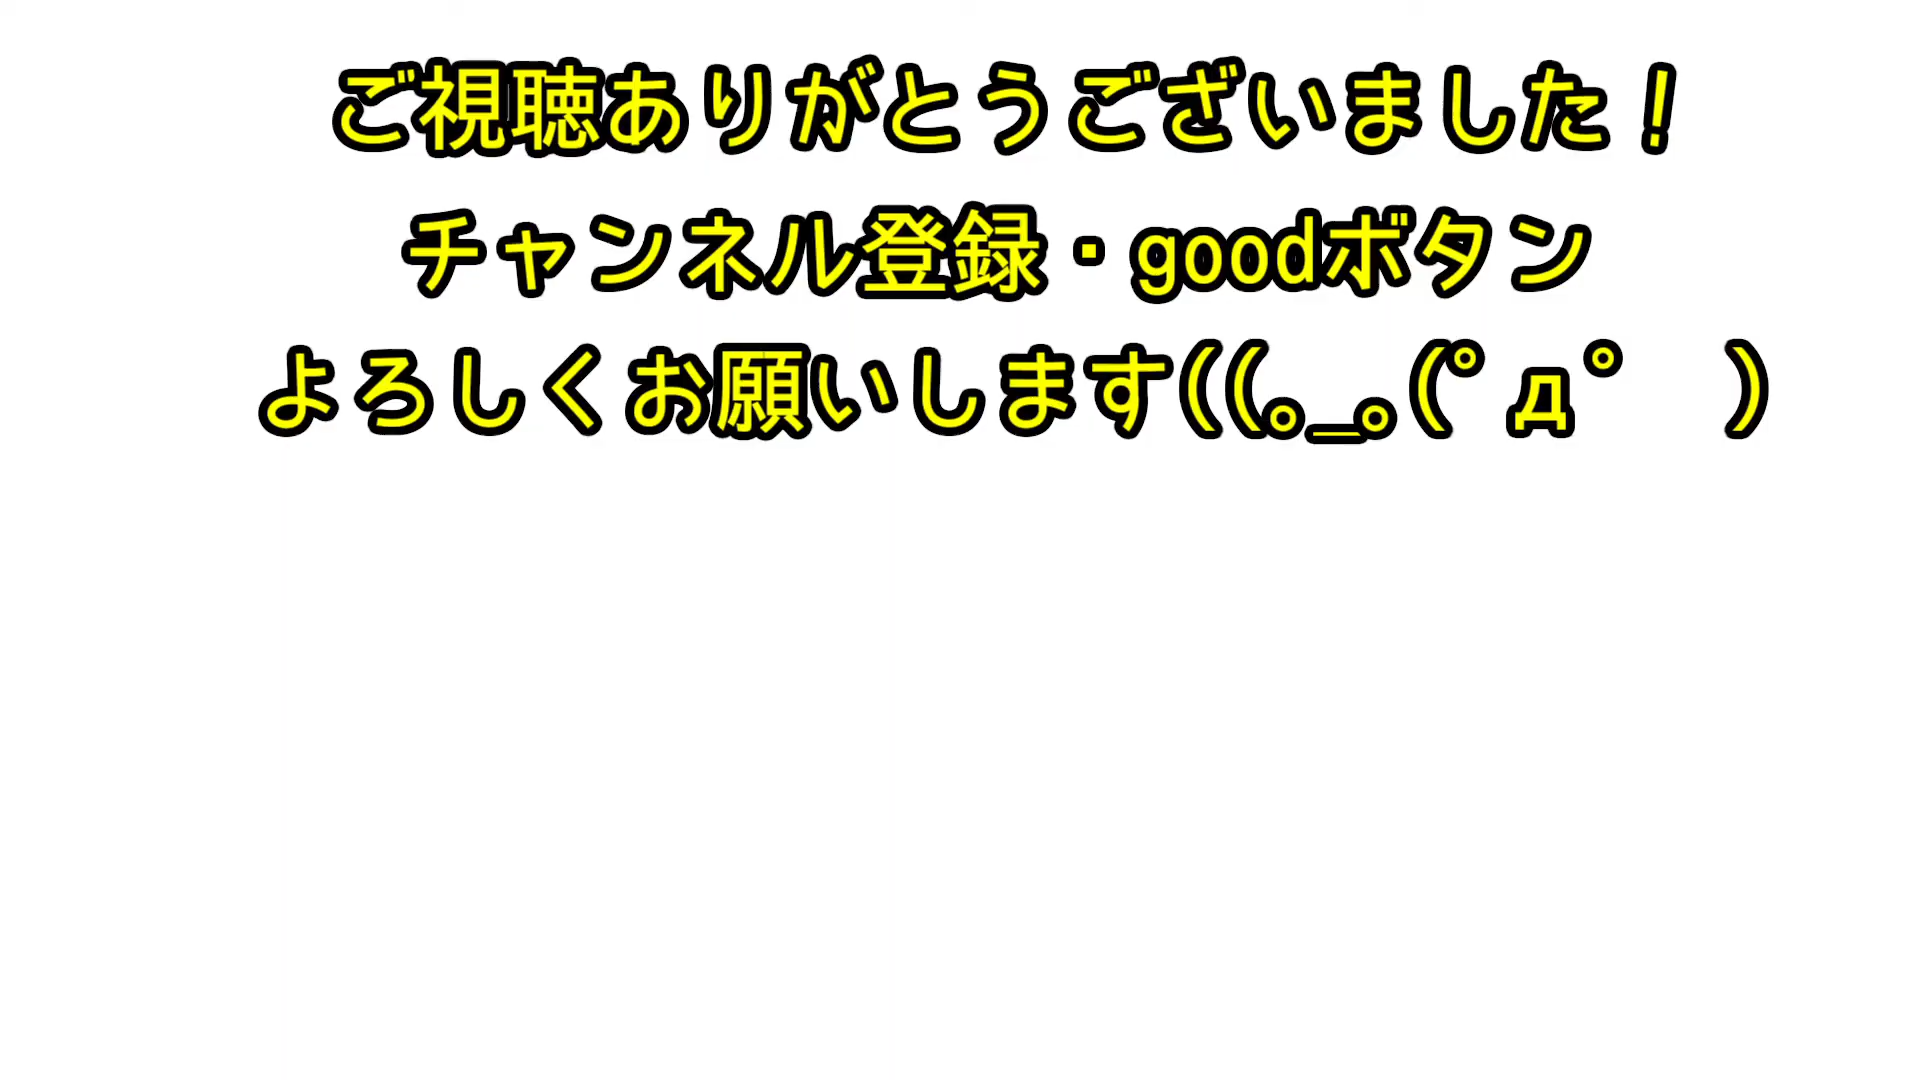 ご視聴ありがとうございました！
チャンネル登録・goodボタン
よろしくお願いします((｡_｡(ﾟдﾟ　)